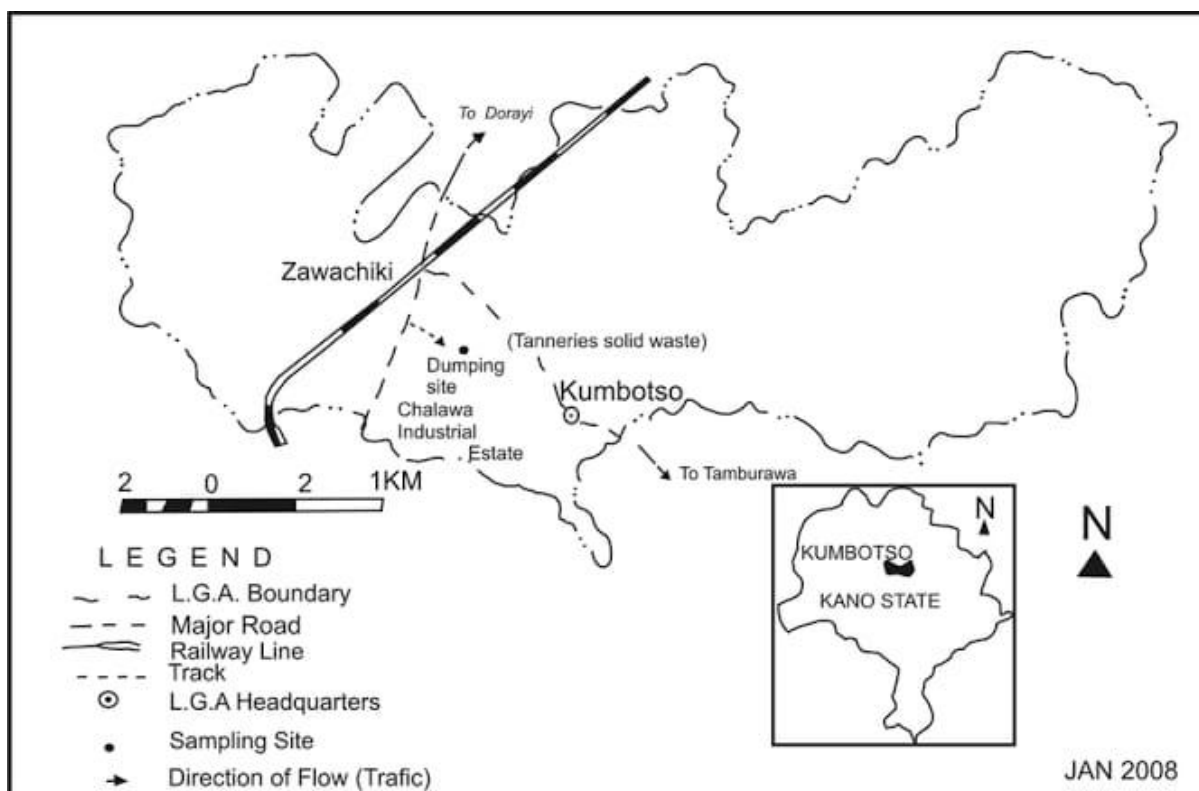 To Dorayi
Zawachiki
(Tanneries solid waste)
Dumping
site
Kumbotso
Chalawa
Industrial
Estate
To Tamburawa
2 0 2 1KM
N
N
KUMBOTSO
KANO STATE
L E G E N D
L.G.A. Boundary
Major Road
Railway Line
Track
L.G.A Headquarters
Sampling Site
Direction of Flow (Trafic)
JAN 2008